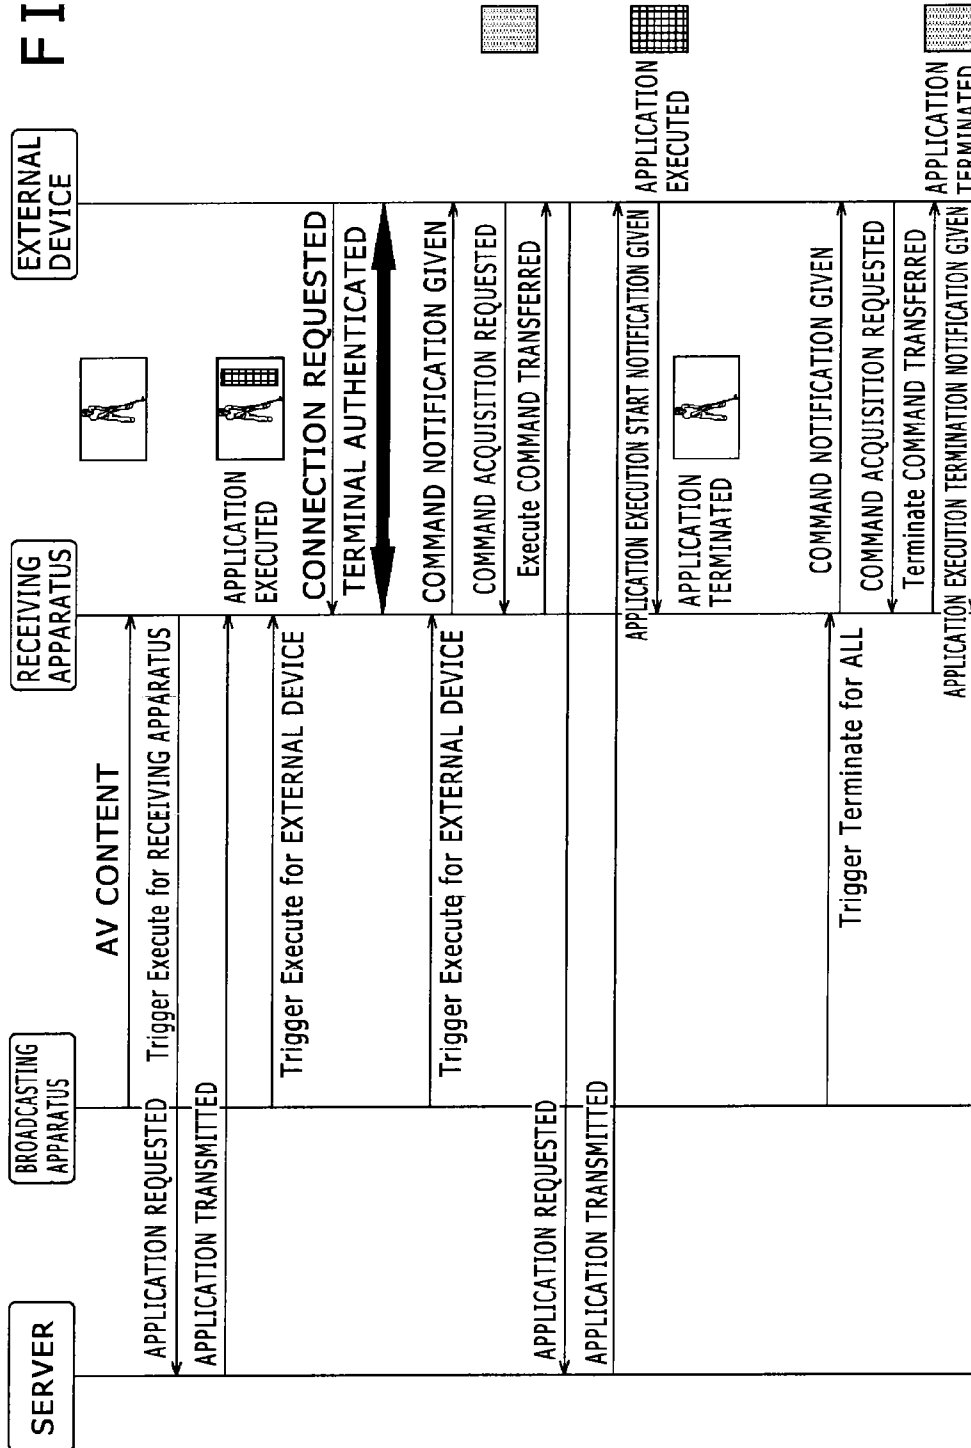 FI
SERVER
BROADCASTING
APPARATUS
RECEIVING
APPARATUS
EXTERNAL
DEVICE
AV CONTENT
Trigger Execute for RECEIVING APPARATUS
APPLICATION REQUESTED
APPLICATION TRANSMITTED
APPLICATION
EXECUTED
Trigger Execute for EXTERNAL DEVICE
CONNECTION REQUESTED
TERMINAL AUTHENTICATED
COMMAND NOTIFICATION GIVEN
Trigger Execute for EXTERNAL DEVICE
COMMAND ACQUISITION REQUESTED
Execute COMMAND TRANSFERRED
APPLICATION REQUESTED
APPLICATION TRANSMITTED
APPLICATION EXECUTION START NOTIFICATION GIVEN
APPLICATION
EXECUTED
APPLICATION
TERMINATED
COMMAND NOTIFICATION GIVEN
Trigger Terminate for ALL
COMMAND ACQUISITION REQUESTED
Terminate COMMAND TRANSFERRED
APPLICATION EXECUTION TERMINATION NOTIFICATION GIVEN
APPLICATION
TERMINATED